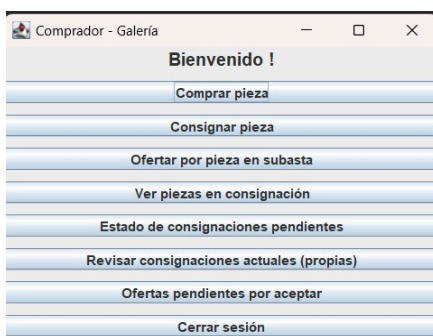 Comprador - Galería
Bienvenido !
Comprar pieza
Consignar pieza
Ofertar por pieza en subasta
Ver piezas en consignación
Estado de consignaciones pendientes
Revisar consignaciones actuales (propias)
Ofertas pendientes por aceptar
Cerrar sesión